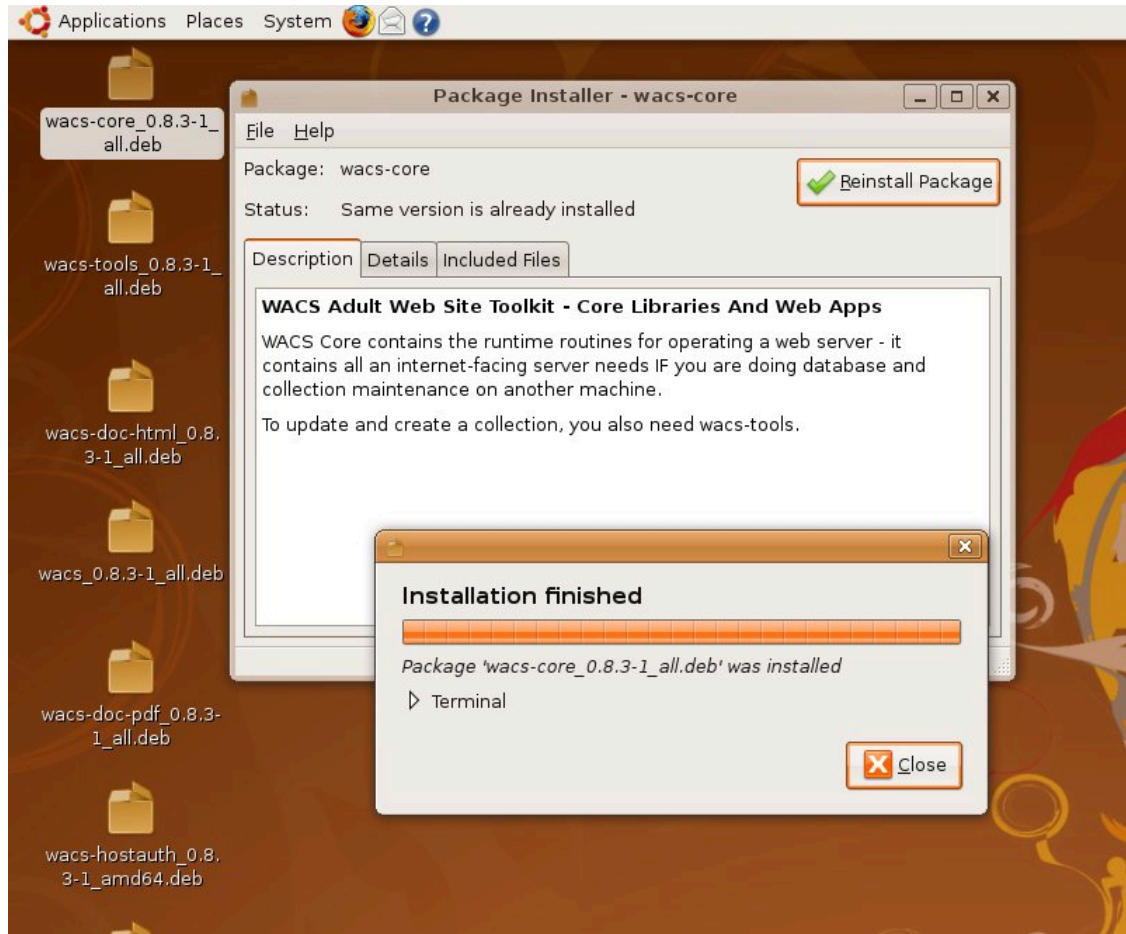 Applications Places System
wacs-core_0.8.3-1_
all.deb
wacs-tools_0.8.3-1_
all.deb
wacs-doc-html_0.8.
3-1_all.deb
wacs_0.8.3-1_all.deb
wacs-doc-pdf_0.8.3-
1_all.deb
wacs-hostauth_0.8.
3-1_amd64.deb
Package Installer - wacs-core
File Help
Package: wacs-core
Reinstall Package
Status: Same version is already installed
Description Details Included Files
WACS Adult Web Site Toolkit - Core Libraries And Web Apps
WACS Core contains the runtime routines for operating a web server - it
contains all an internet-facing server needs IF you are doing database and
collection maintenance on another machine.
To update and create a collection, you also need wacs-tools.
Installation finished
Package 'wacs-core_0.8.3-1_all.deb' was installed
Terminal
Close